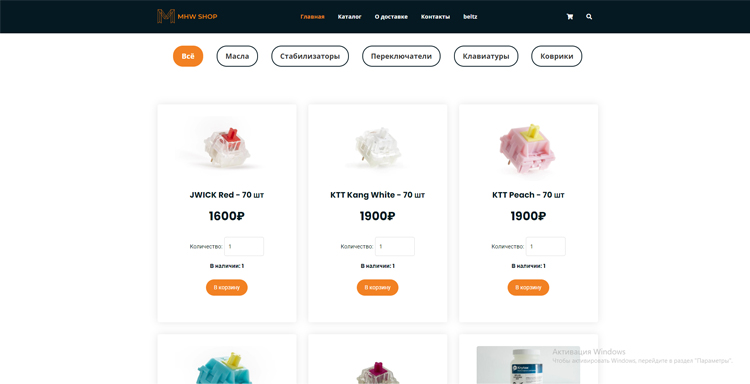 MHW SHOP
Главная Каталог О доставке Контакты beltz
Всё Масла Стабилизаторы Переключатели Клавиатуры Коврики
JWICK Red - 70 шт KTT Kang White - 70 шт KTT Peach - 70 шт
1600₽ 1900₽ 1900₽
Количество: 1 Количество: 1 Количество: 1
В наличии: 1 В наличии: 1 В наличии: 1
В корзину В корзину В корзину
Активация Windows
Чтобы активировать Windows, перейдите в раздел "Параметры".